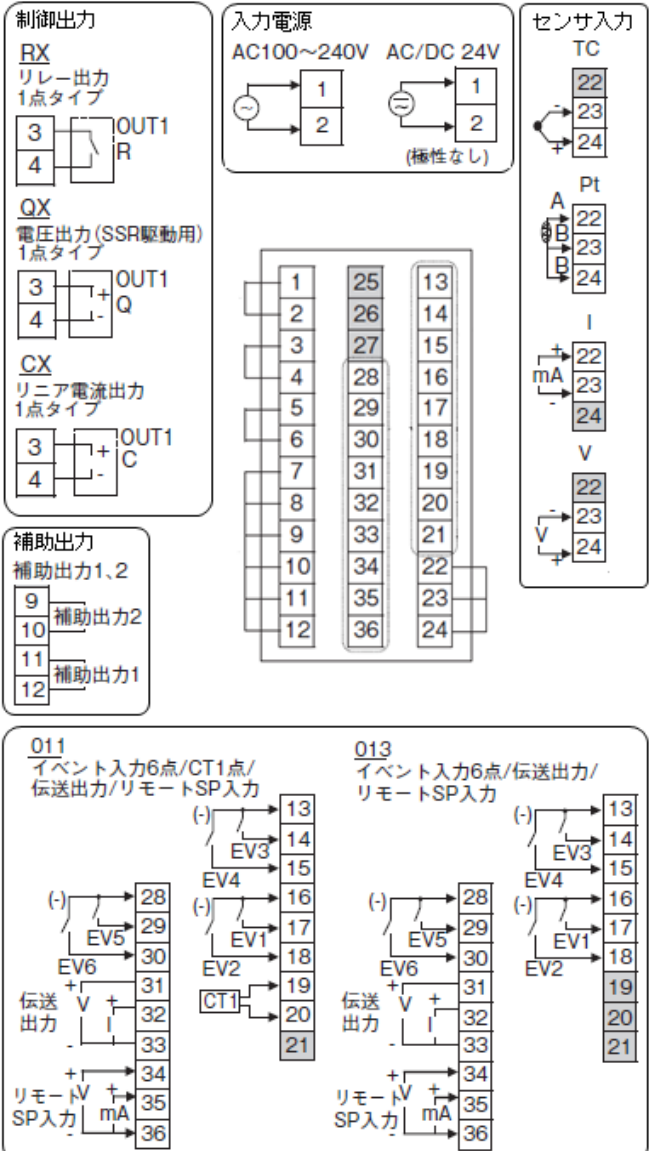 制御出力
RX
リレー出力
1点タイプ
3
4
OUT1
R
QX
電圧出力(SSR駆動用)
1点タイプ
3
4
+
-
OUT1
Q
CX
リニア電流出力
1点タイプ
3
4
+
-
OUT1
C
入力電源
AC100～240V AC/DC 24V
1
2
1
2
(極性なし)
センサ入力
TC
22
- 23
+ 24
Pt
A 22
B 23
B 24
I
+ 22
mA 23
- 24
V
22
- 23
V
+ 24
1 25 13
2 26 14
3 27 15
4 28 16
5 29 17
6 30 18
7 31 19
8 32 20
9 33 21
10 34 22
11 35 23
12 36 24
補助出力
補助出力1、2
9
10
補助出力2
11
12
補助出力1
011
イベント入力6点/CT1点/
伝送出力/リモートSP入力
(-) 13
14
EV3
15
EV4
(-) 16
17
EV1
18
EV2
CT1
19
20
21
(-) 28
29
EV5
30
EV6
+ 31
伝送出力
V + 32
I
- 33
+ 34
リモートSP入力
V + 35
mA
- 36
013
イベント入力6点/伝送出力/
リモートSP入力
(-) 13
14
EV3
15
EV4
(-) 16
17
EV1
18
EV2
19
20
21
(-) 28
29
EV5
30
EV6
+ 31
伝送出力
V + 32
I
- 33
+ 34
リモートSP入力
V + 35
mA
- 36